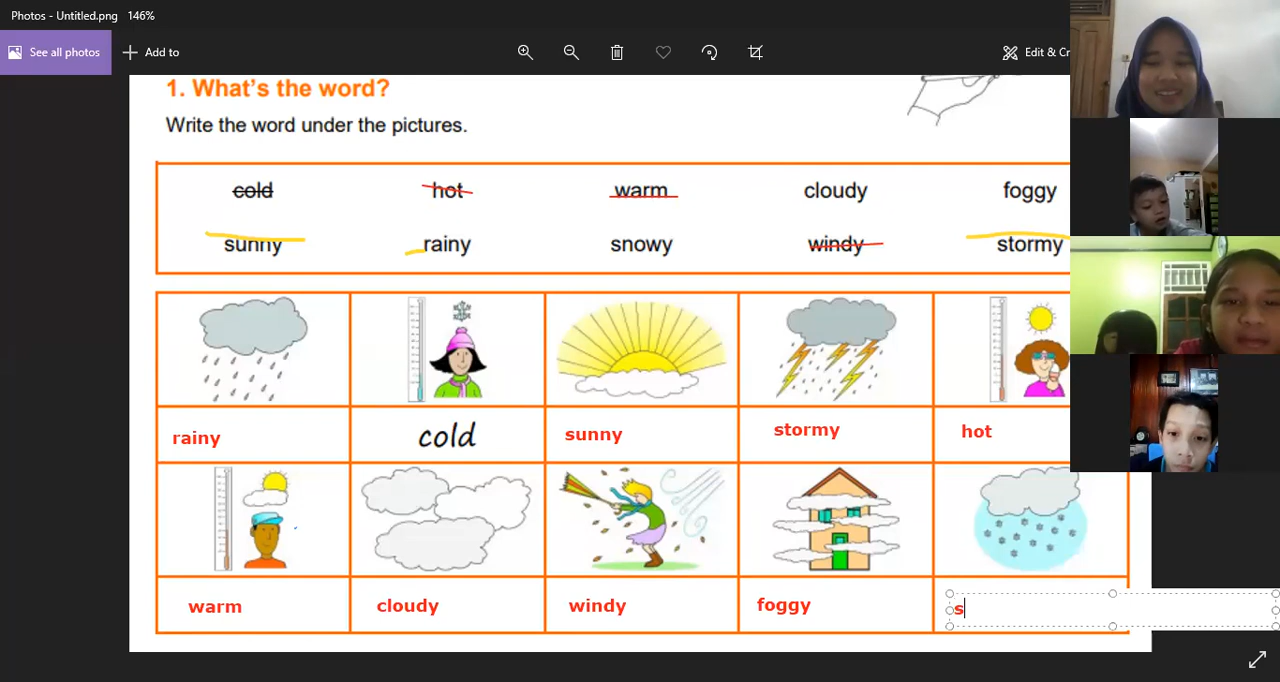 Photos - Untitled.png 146%
See all photos Add to Edit & Cr
1. What's the word?
Write the word under the pictures.
cold hot warm cloudy foggy
sunny rainy snowy windy stormy
rainy cold sunny stormy hot
warm cloudy windy foggy s